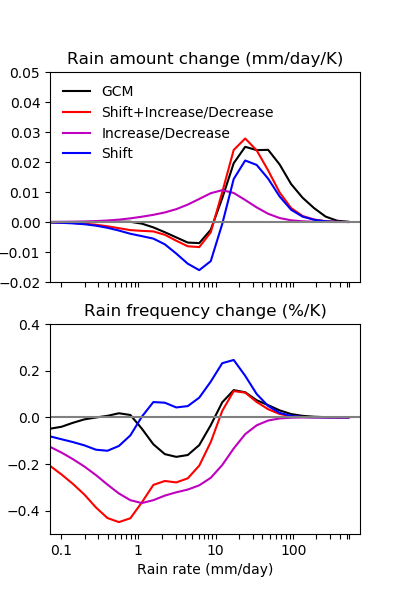 Rain amount change (mm/day/K)
0.05
0.04
0.03
0.02
0.01
0.00
−0.01
−0.02
GCM
Shift+Increase/Decrease
Increase/Decrease
Shift
Rain frequency change (%/K)
0.4
0.2
0.0
−0.2
−0.4
0.1 1 10 100
Rain rate (mm/day)